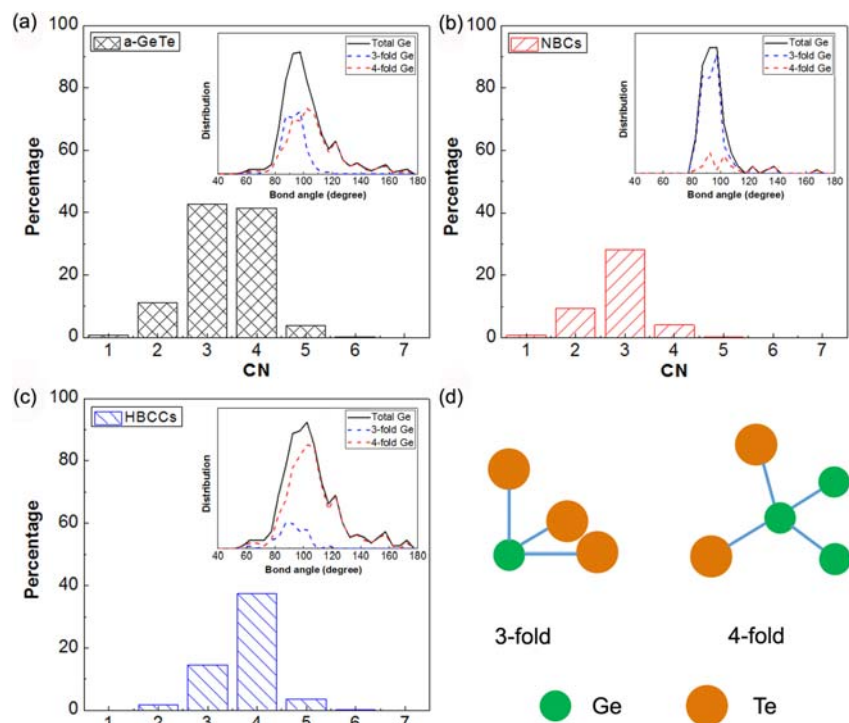 (a)
100
80
60
40
20
0
Percentage
a-GeTe
Total Ge
3-fold Ge
4-fold Ge
Distribution
40 60 80 100 120 140 160 180
Bond angle (degree)
1 2 3 4 5 6 7
CN
(b)
100
80
60
40
20
0
Percentage
NBCs
Total Ge
3-fold Ge
4-fold Ge
Distribution
40 60 80 100 120 140 160 180
Bond angle (degree)
1 2 3 4 5 6 7
CN
(c)
100
80
60
40
20
0
Percentage
HBCCs
Total Ge
3-fold Ge
4-fold Ge
Distribution
40 60 80 100 120 140 160 180
Bond angle (degree)
1 2 3 4 5 6 7
(d)
3-fold 4-fold
Ge Te